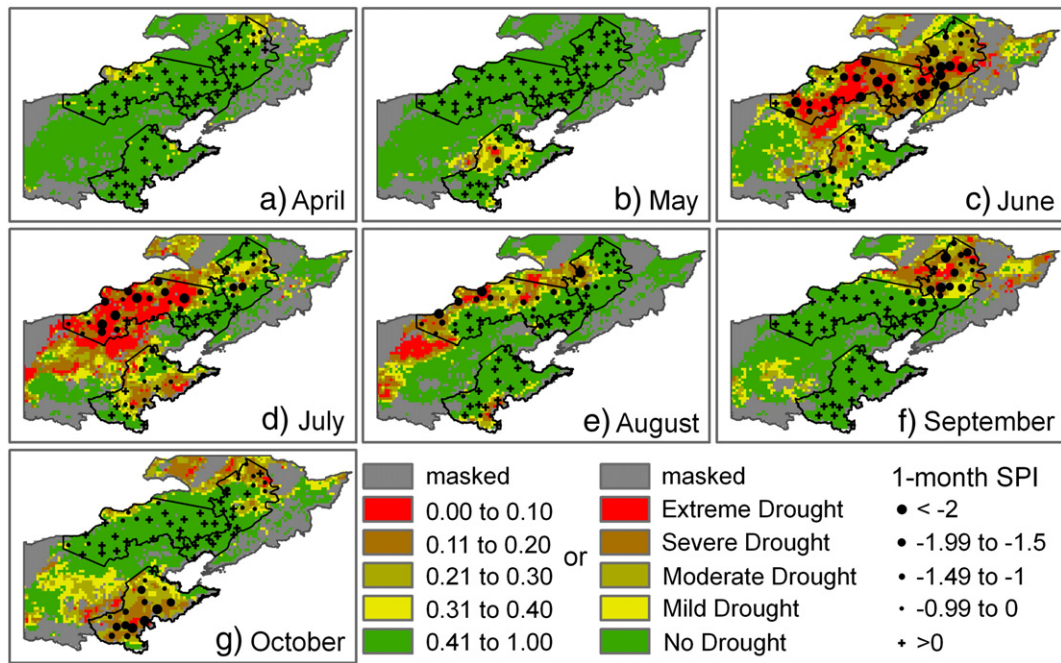 a) April
b) May
c) June
d) July
e) August
f) September
g) October
masked
0.00 to 0.10
0.11 to 0.20
0.21 to 0.30
0.31 to 0.40
0.41 to 1.00
or
masked
Extreme Drought
Severe Drought
Moderate Drought
Mild Drought
No Drought
1-month SPI
< -2
-1.99 to -1.5
-1.49 to -1
-0.99 to 0
>0